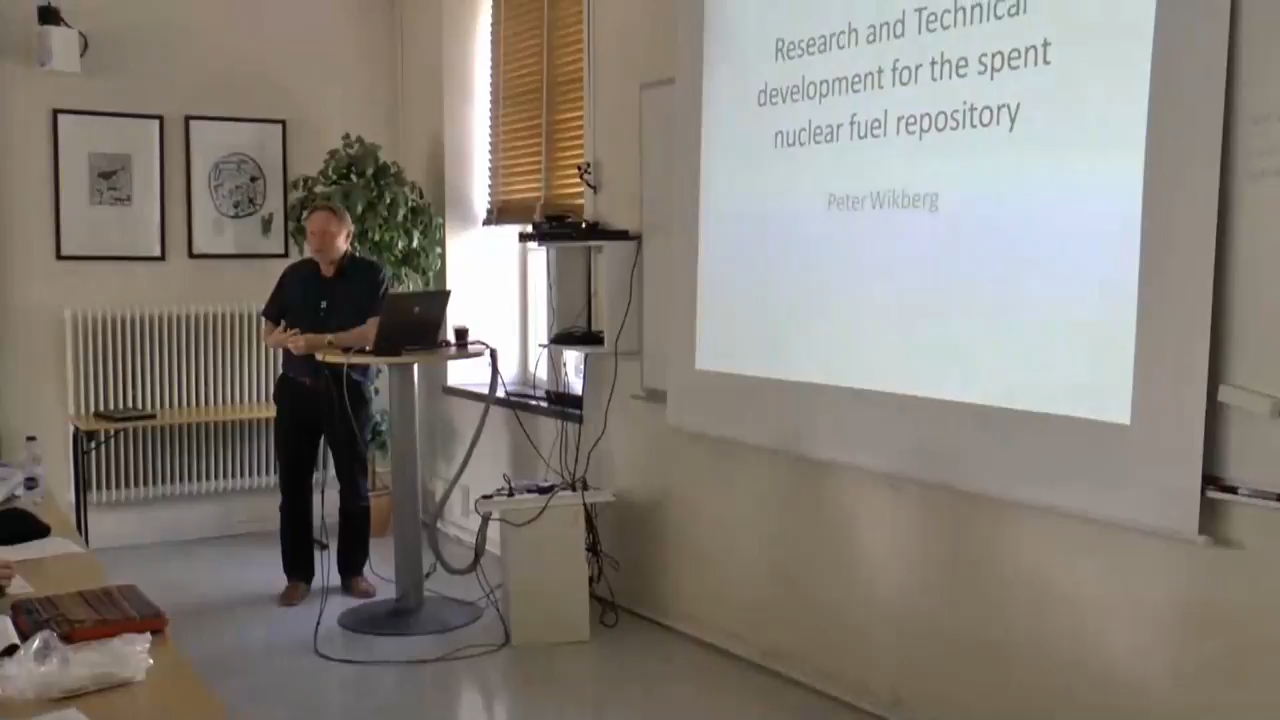 Research and Technical
development for the spent
nuclear fuel repository
Peter Wikberg